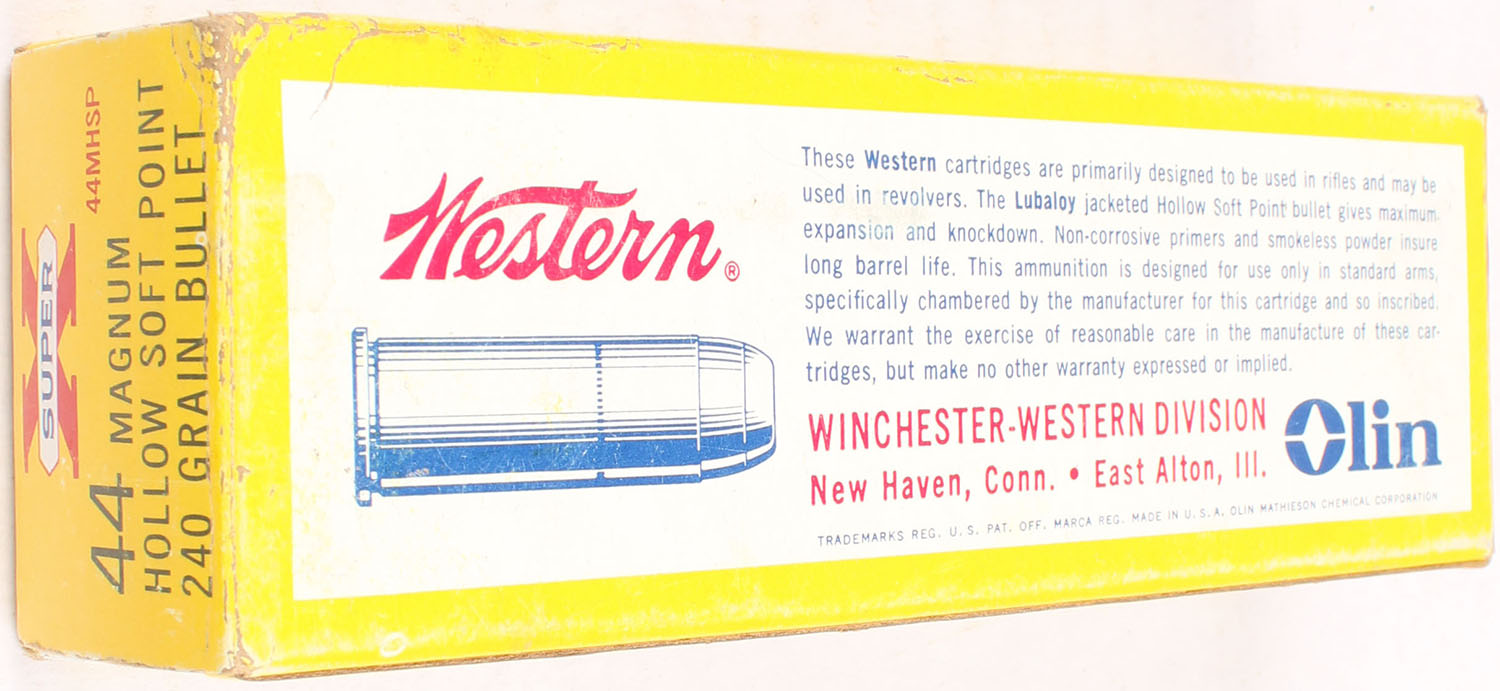 SUPER X
44MHSP
44 MAGNUM
HOLLOW SOFT POINT
240 GRAIN BULLET
Western®
These Western cartridges are primarily designed to be used in rifles and may be
used in revolvers. The Lubaloy jacketed Hollow Soft Point bullet gives maximum
expansion and knockdown. Non-corrosive primers and smokeless powder insure
long barrel life. This ammunition is designed for use only in standard arms,
specifically chambered by the manufacturer for this cartridge and so inscribed.
We warrant the exercise of reasonable care in the manufacture of these car-
tridges, but make no other warranty expressed or implied.
WINCHESTER-WESTERN DIVISION
New Haven, Conn. • East Alton, Ill.
Olin
TRADEMARKS REG. U. S. PAT. OFF. MARCA REG. MADE IN U. S. A. OLIN MATHIESON CHEMICAL CORPORATION